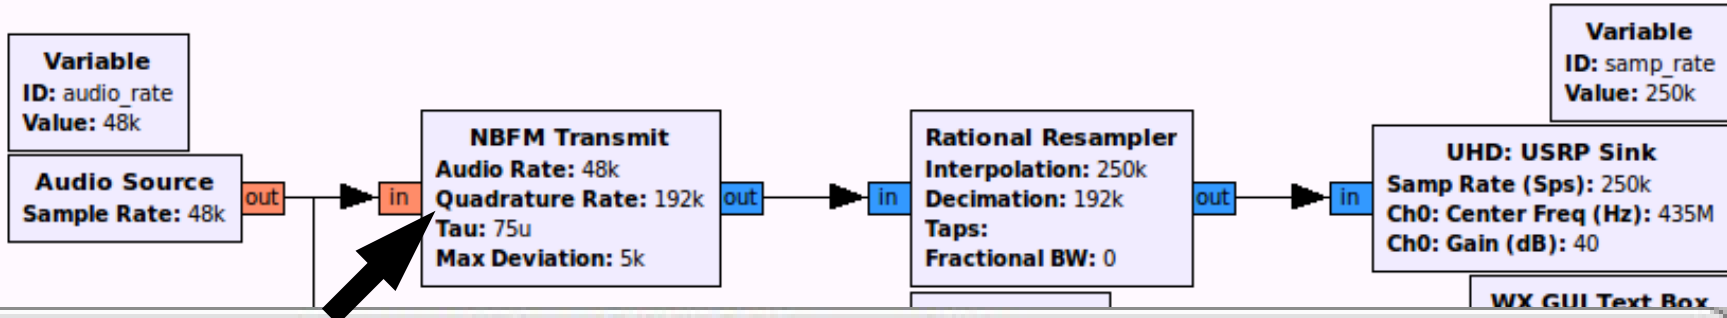 Variable
ID: audio_rate
Value: 48k
Audio Source
Sample Rate: 48k
out
in
NBFM Transmit
Audio Rate: 48k
Quadrature Rate: 192k
Tau: 75u
Max Deviation: 5k
out
in
Rational Resampler
Interpolation: 250k
Decimation: 192k
Taps:
Fractional BW: 0
out
in
Variable
ID: samp_rate
Value: 250k
UHD: USRP Sink
Samp Rate (Sps): 250k
Ch0: Center Freq (Hz): 435M
Ch0: Gain (dB): 40
WX GUI Text Box